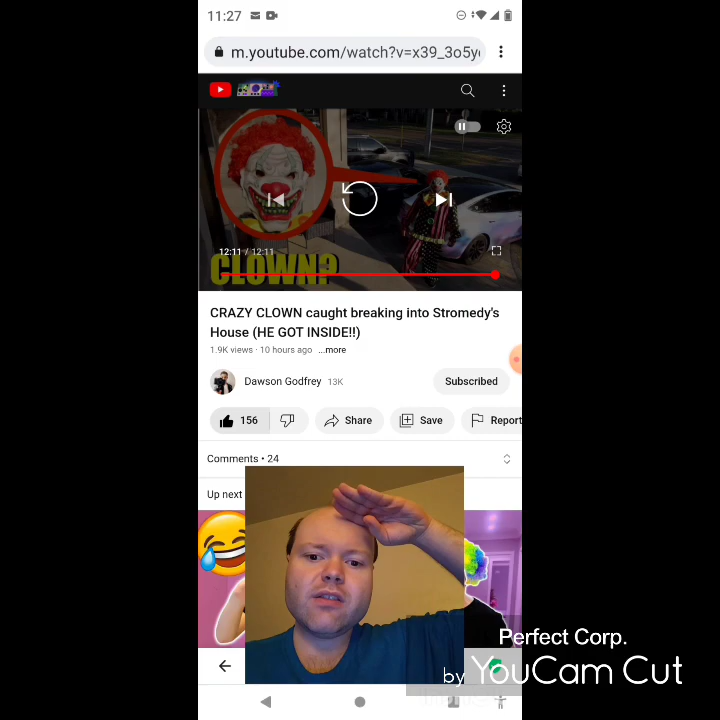 11:27
m.youtube.com/watch?v=x39_3o5y
12:11 / 12:11
CLOWN?
CRAZY CLOWN caught breaking into Stromedy's
House (HE GOT INSIDE!!)
1.9K views · 10 hours ago ...more
Dawson Godfrey 13K
Subscribed
156
Share
Save
Report
Comments • 24
Up next
Perfect Corp.
by YouCam Cut